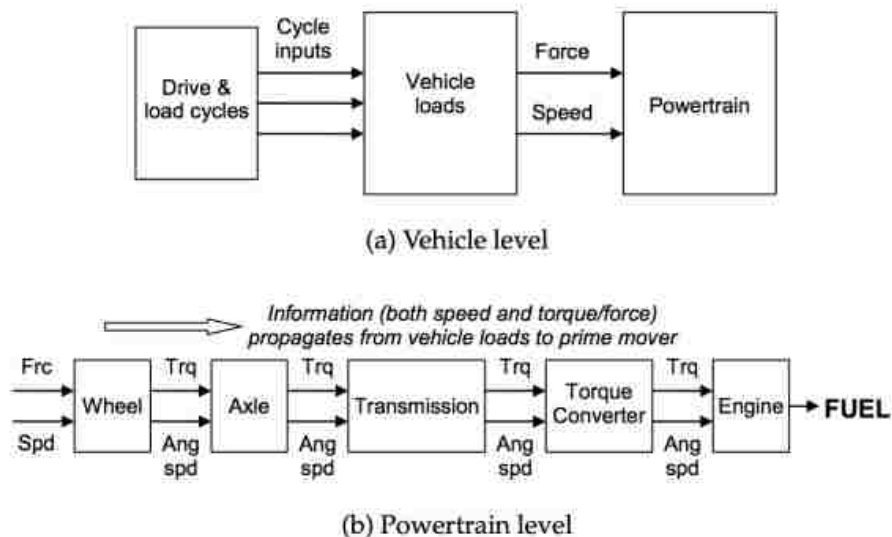 Cycle
inputs
Drive &
load cycles
Vehicle
loads
Force
Speed
Powertrain
(a) Vehicle level
Information (both speed and torque/force)
propagates from vehicle loads to prime mover
Frc
Spd
Wheel
Trq
Ang
spd
Axle
Trq
Ang
spd
Transmission
Trq
Ang
spd
Torque
Converter
Trq
Ang
spd
Engine
FUEL
(b) Powertrain level